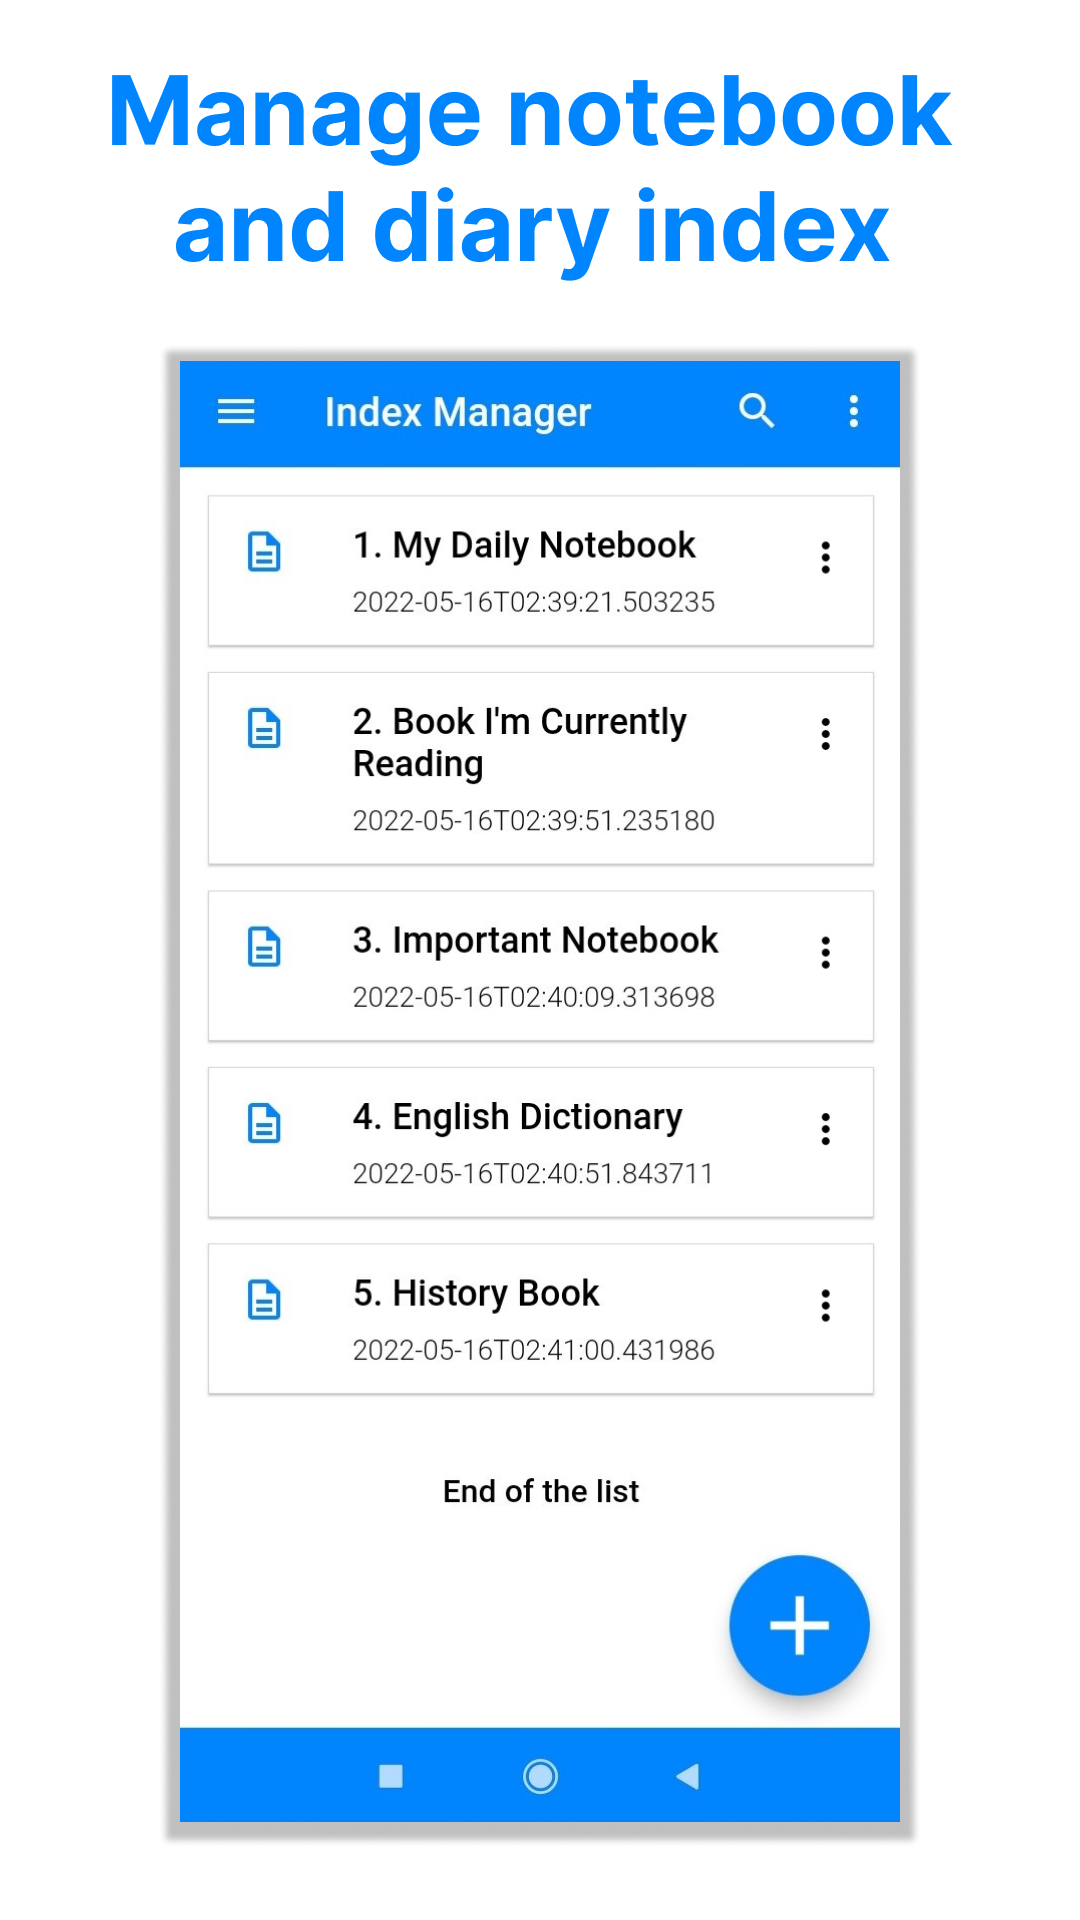 Manage notebook
and diary index
Index Manager
1. My Daily Notebook
2022-05-16T02:39:21.503235
2. Book I'm Currently
Reading
2022-05-16T02:39:51.235180
3. Important Notebook
2022-05-16T02:40:09.313698
4. English Dictionary
2022-05-16T02:40:51.843711
5. History Book
2022-05-16T02:41:00.431986
End of the list